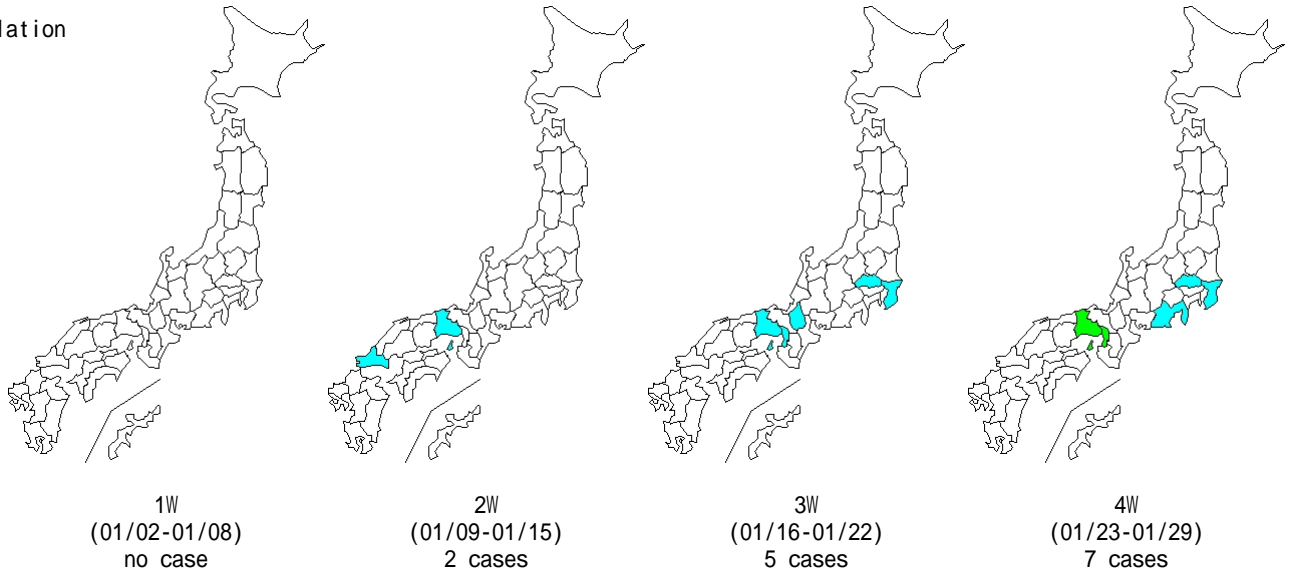 lation
1W
(01/02-01/08)
no case
2W
(01/09-01/15)
2 cases
3W
(01/16-01/22)
5 cases
4W
(01/23-01/29)
7 cases